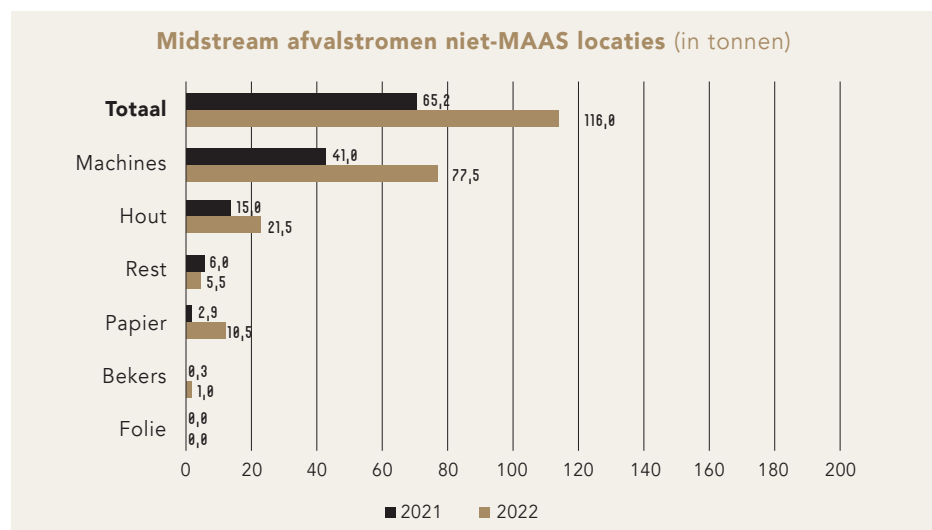 Midstream afvalstromen niet-MAAS locaties (in tonnen)
Totaal 65,2
116,0
Machines 41,0
77,5
Hout 15,0
21,5
Rest 6,0
5,5
Papier 2,9
10,5
Bekers 0,3
1,0
Folie 0,0
0,0
0 20 40 60 80 100 120 140 160 180 200
2021 2022